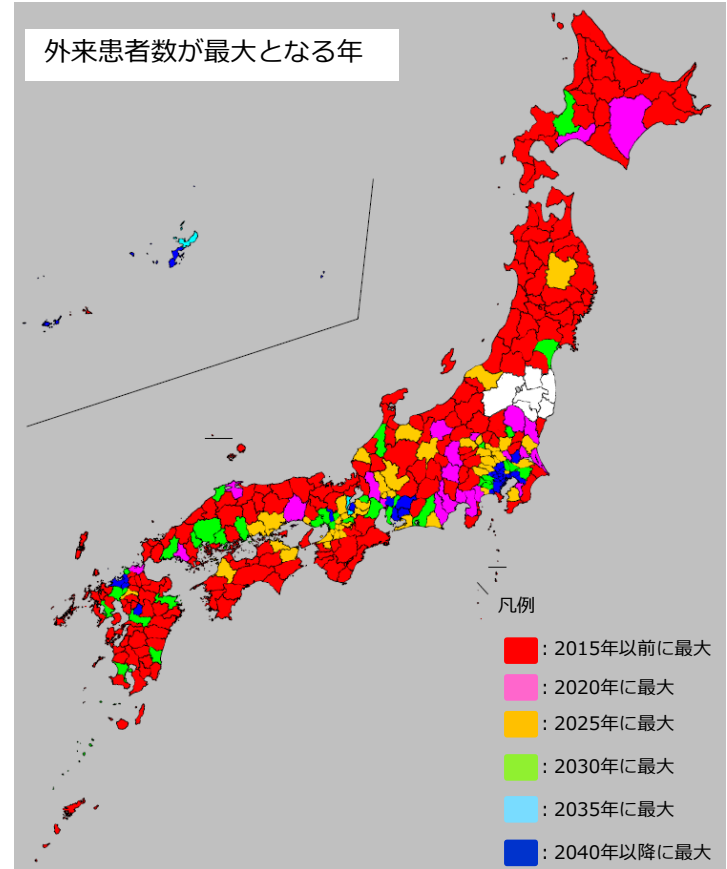 外来患者数が最大となる年
凡例
：2015年以前に最大
：2020年に最大
：2025年に最大
：2030年に最大
：2035年に最大
：2040年以降に最大